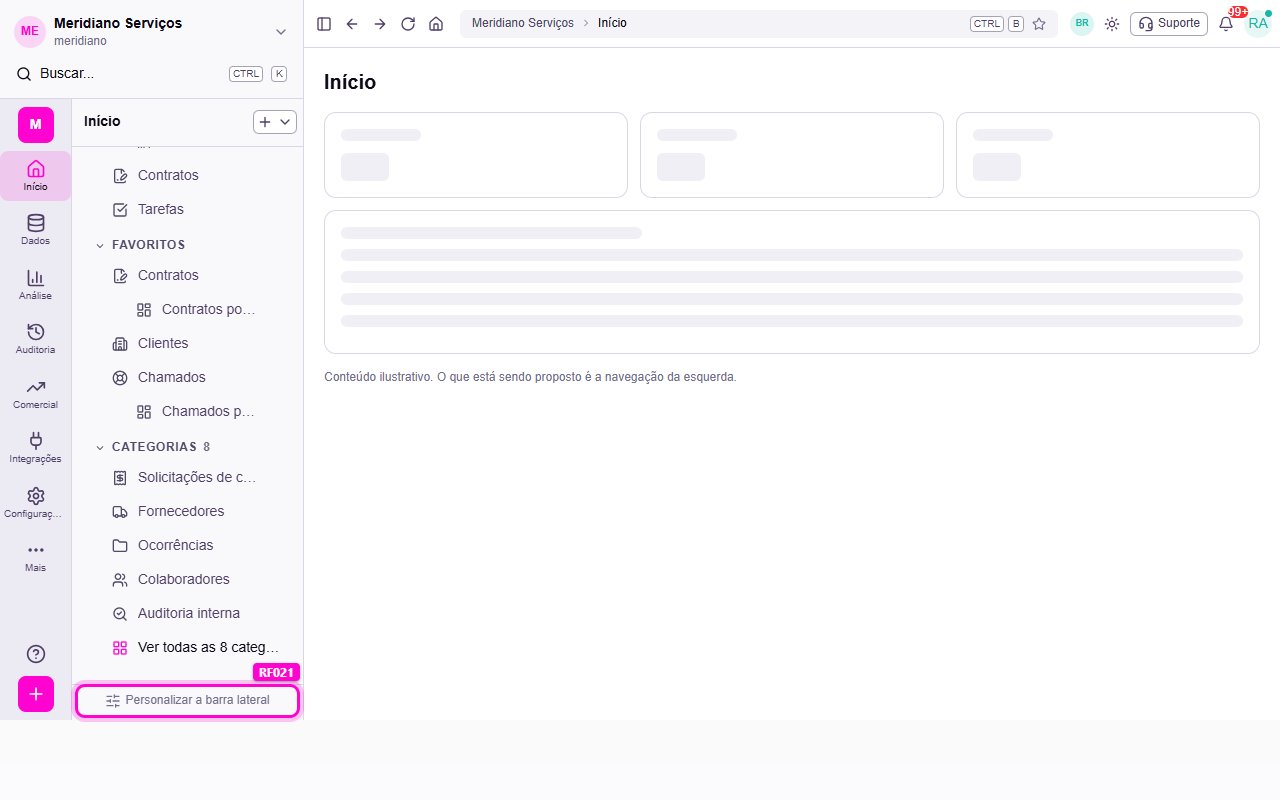 ME
Meridiano Serviços
meridiano
Buscar...
CTRL
K
Meridiano Serviços
Início
CTRL
B
BR
Suporte
99+
RA
M
Início
Dados
Análise
Auditoria
Comercial
Integrações
Configuraç...
Mais
Início
Contratos
Tarefas
FAVORITOS
Contratos
Contratos po...
Clientes
Chamados
Chamados p...
CATEGORIAS 8
Solicitações de c...
Fornecedores
Ocorrências
Colaboradores
Auditoria interna
Ver todas as 8 categ...
RF021
Personalizar a barra lateral
Início
Conteúdo ilustrativo. O que está sendo proposto é a navegação da esquerda.